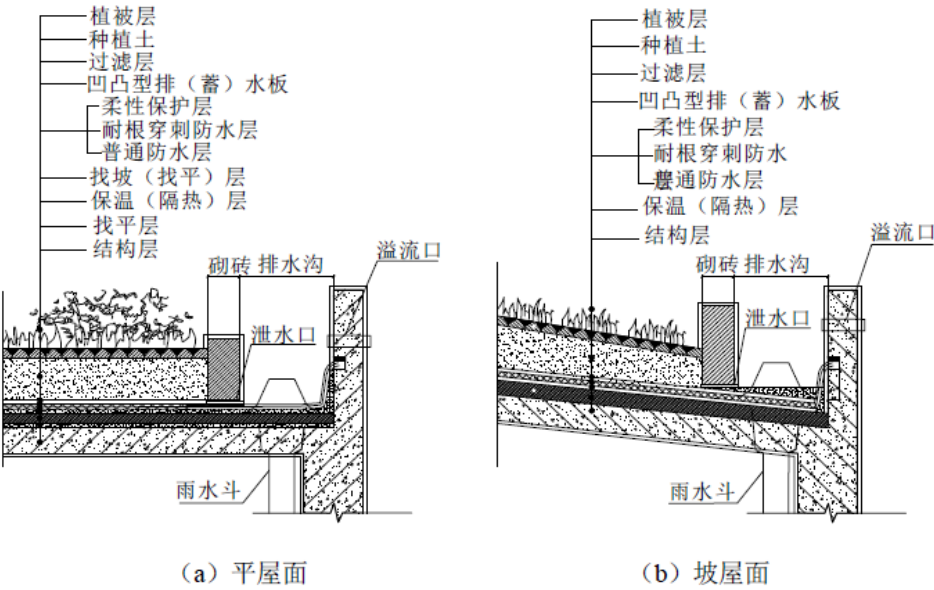 植被层
种植土
过滤层
凹凸型排（蓄）水板
柔性保护层
耐根穿刺防水层
普通防水层
找坡（找平）层
保温（隔热）层
找平层
结构层
砌砖 排水沟
溢流口
泄水口
雨水斗
（a）平屋面
植被层
种植土
过滤层
凹凸型排（蓄）水板
柔性保护层
耐根穿刺防水
通防水层
保温（隔热）层
结构层
砌砖 排水沟
溢流口
泄水口
雨水斗
（b）坡屋面